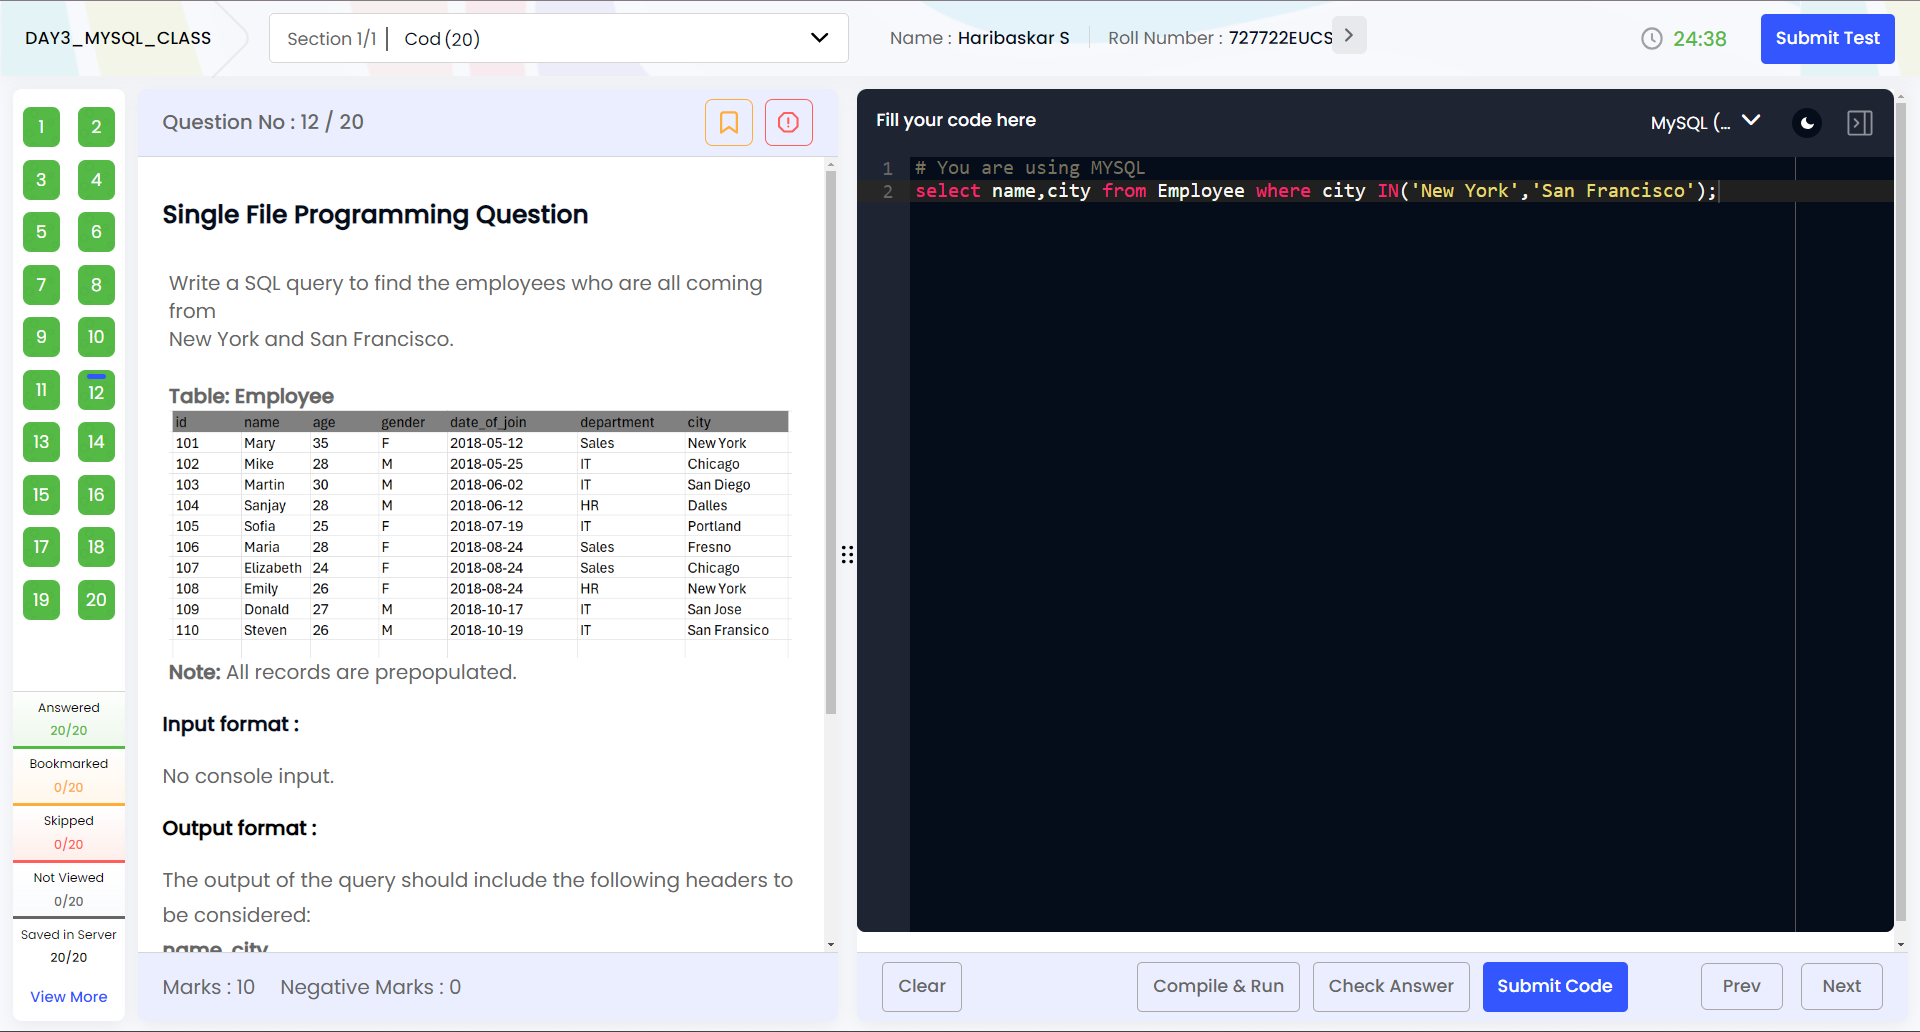 DAY3_MYSQL_CLASS
Section 1/1 | Cod (20)
Name : Haribaskar S
Roll Number : 727722EUCS
24:38
Submit Test
1 2
3 4
5 6
7 8
9 10
11 12
13 14
15 16
17 18
19 20
Answered
20/20
Bookmarked
0/20
Skipped
0/20
Not Viewed
0/20
Saved in Server
20/20
View More
Question No : 12 / 20
Single File Programming Question
Write a SQL query to find the employees who are all coming
from
New York and San Francisco.
Table: Employee
id name age gender date_of_join department city
101 Mary 35 F 2018-05-12 Sales New York
102 Mike 28 M 2018-05-25 IT Chicago
103 Martin 30 M 2018-06-02 IT San Diego
104 Sanjay 28 M 2018-06-12 HR Dalles
105 Sofia 25 F 2018-07-19 IT Portland
106 Maria 28 F 2018-08-24 Sales Fresno
107 Elizabeth 24 F 2018-08-24 Sales Chicago
108 Emily 26 F 2018-08-24 HR New York
109 Donald 27 M 2018-10-17 IT San Jose
110 Steven 26 M 2018-10-19 IT San Fransico
Note: All records are prepopulated.
Input format :
No console input.
Output format :
The output of the query should include the following headers to
be considered:
name, city
Marks : 10 Negative Marks : 0
Fill your code here
MySQL (...
1 # You are using MYSQL
2 select name,city from Employee where city IN('New York','San Francisco');
Clear
Compile & Run
Check Answer
Submit Code
Prev
Next